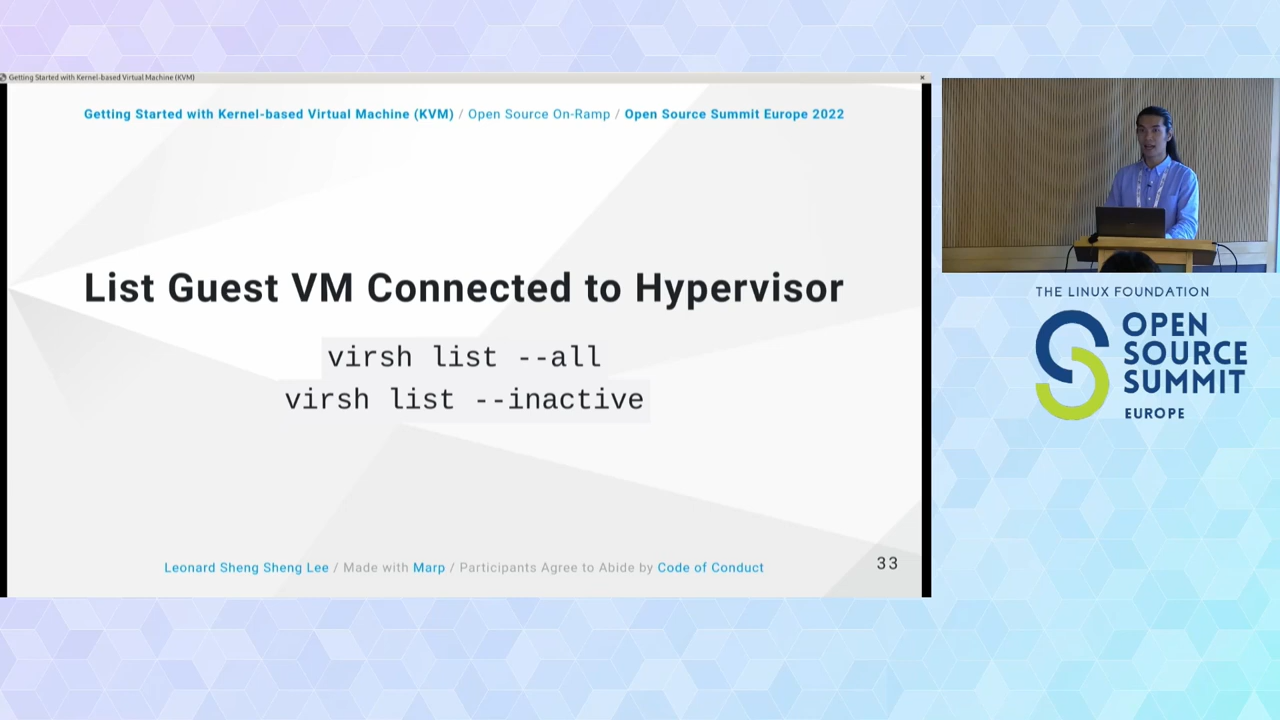 Getting Started with Kernel-based Virtual Machine (KVM)
Getting Started with Kernel-based Virtual Machine (KVM) / Open Source On-Ramp / Open Source Summit Europe 2022
List Guest VM Connected to Hypervisor
virsh list --all
virsh list --inactive
Leonard Sheng Sheng Lee / Made with Marp / Participants Agree to Abide by Code of Conduct
33
THE LINUX FOUNDATION
OPEN
SOURCE
SUMMIT
EUROPE